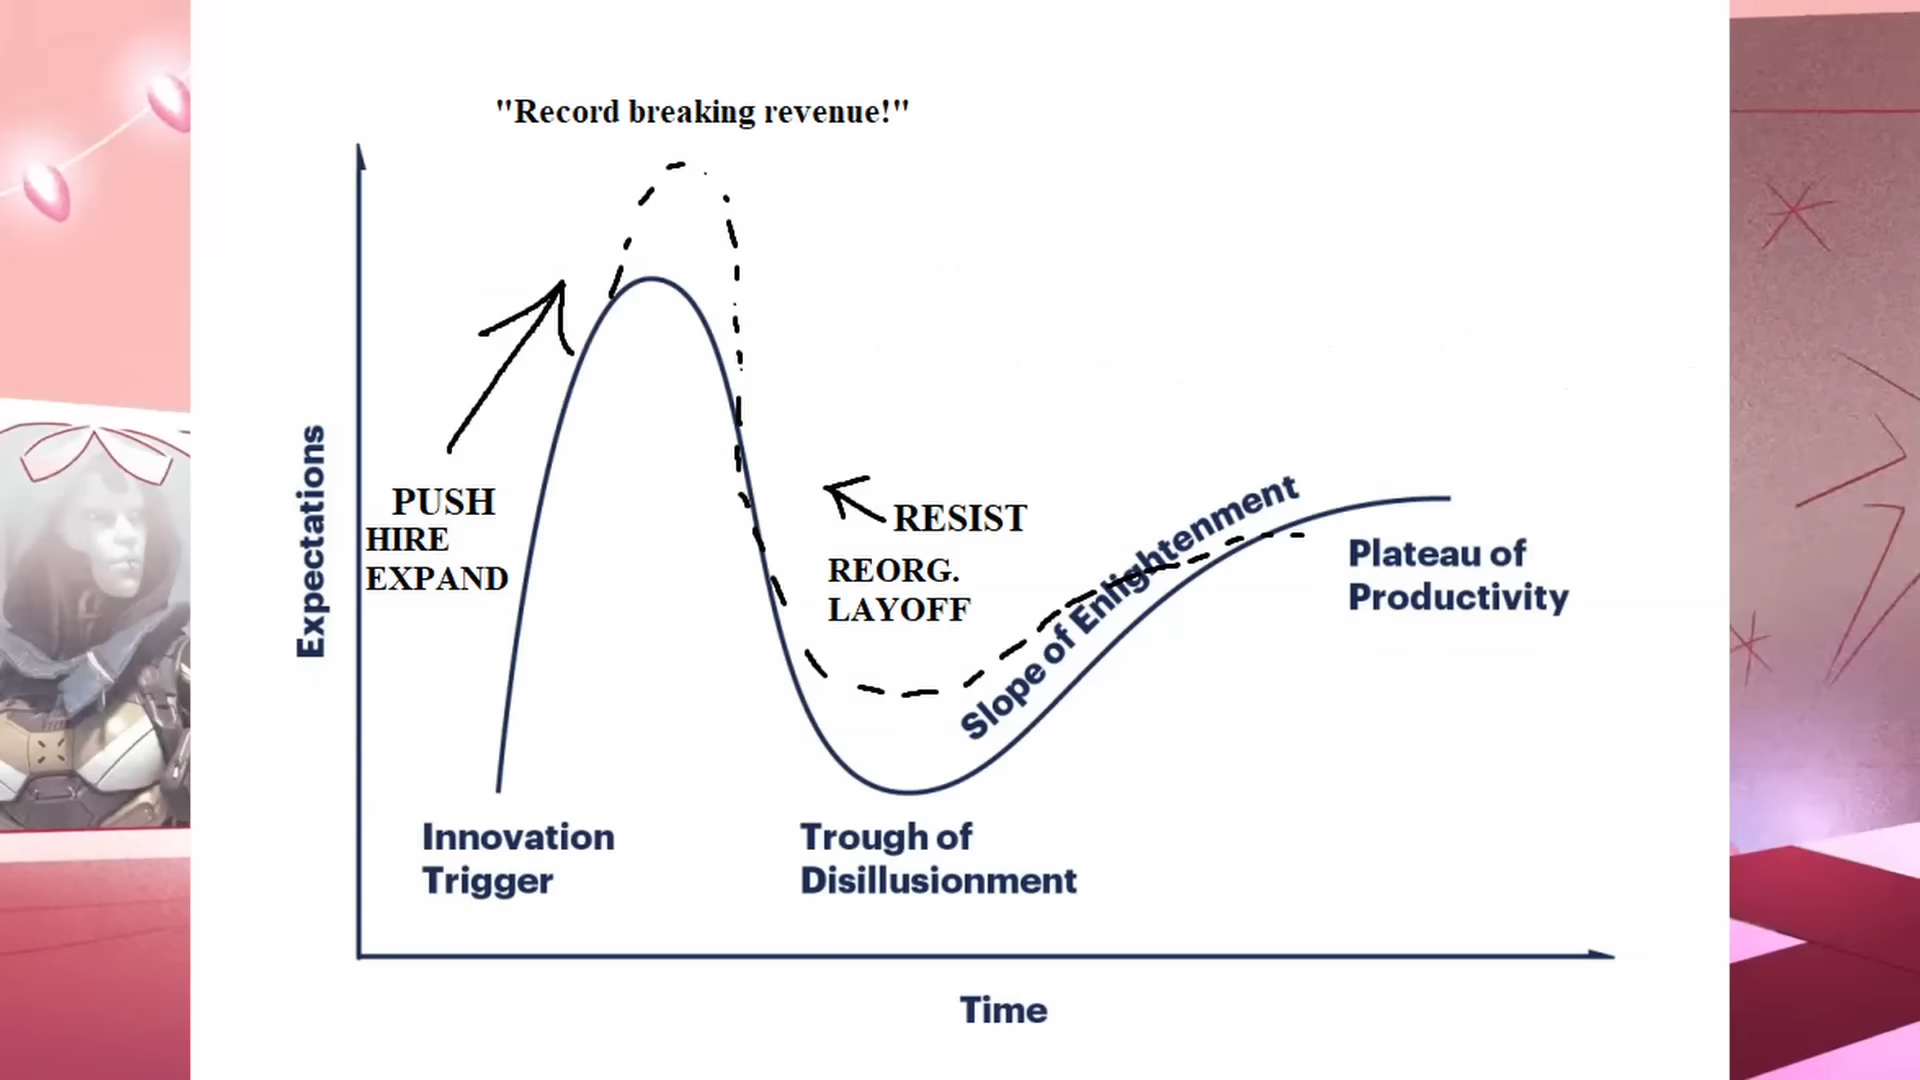 "Record breaking revenue!"
Expectations
PUSH
HIRE
EXPAND
RESIST
REORG.
LAYOFF
Slope of Enlightenment
Plateau of
Productivity
Innovation
Trigger
Trough of
Disillusionment
Time